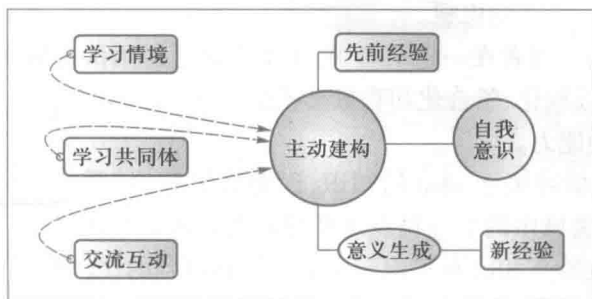 学习情境
先前经验
学习共同体
主动建构
自我
意识
交流互动
意义生成
新经验